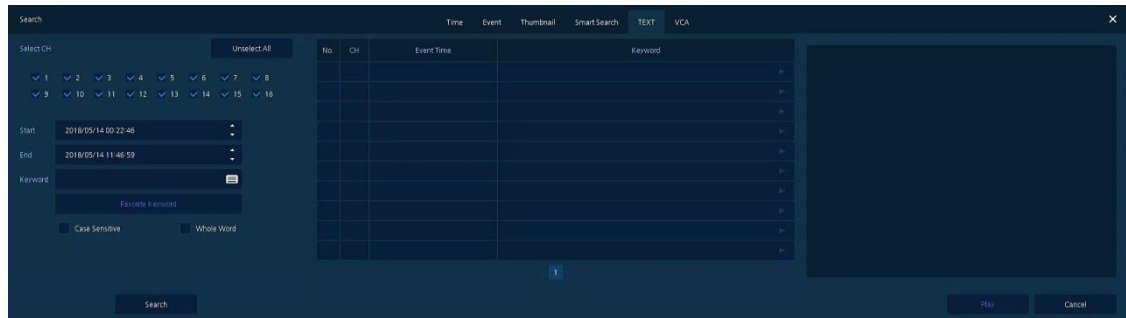 Search
Time Event Thumbnail Smart Search TEXT VCA
Select CH Unselect All
1 2 3 4 5 6 7 8
9 10 11 12 13 14 15 16
Start 2018/05/14 00:22:46
End 2018/05/14 11:46:59
Keyword
Favorite Keyword
Case Sensitive Whole Word
Search
No. CH Event Time Keyword
1
Play Cancel